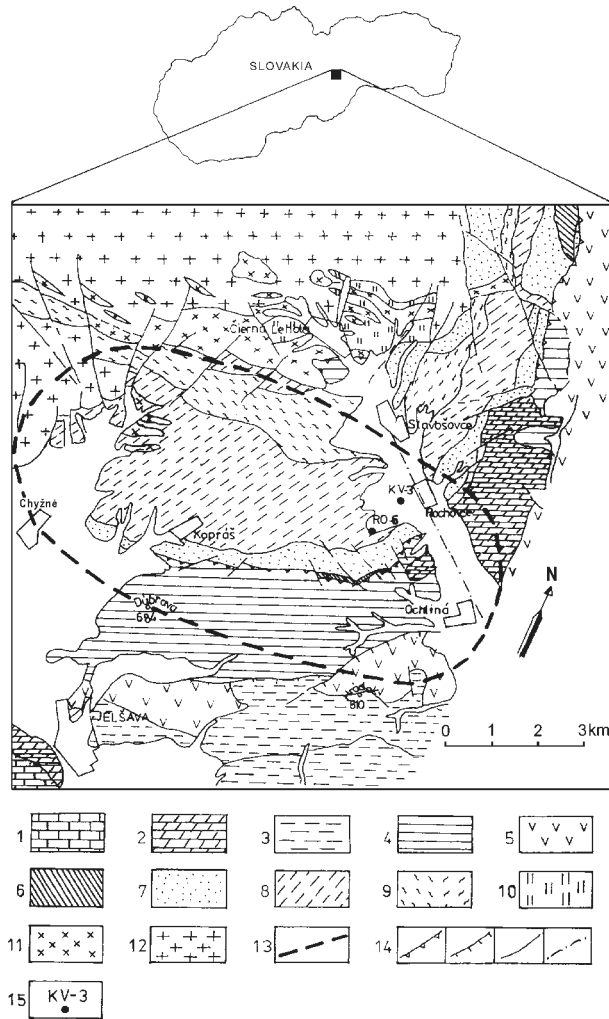 SLOVAKIA
Čierna Lehota
Slavošovce
KV-3
Rochovce
Chyžné
RO-6
Kopráš
N
Dúbrava
684
Ochtiná
810
JELŠAVA
0 1 2 3km
1 2 3 4 5
6 7 8 9 10
11 12 13 14
15 KV-3